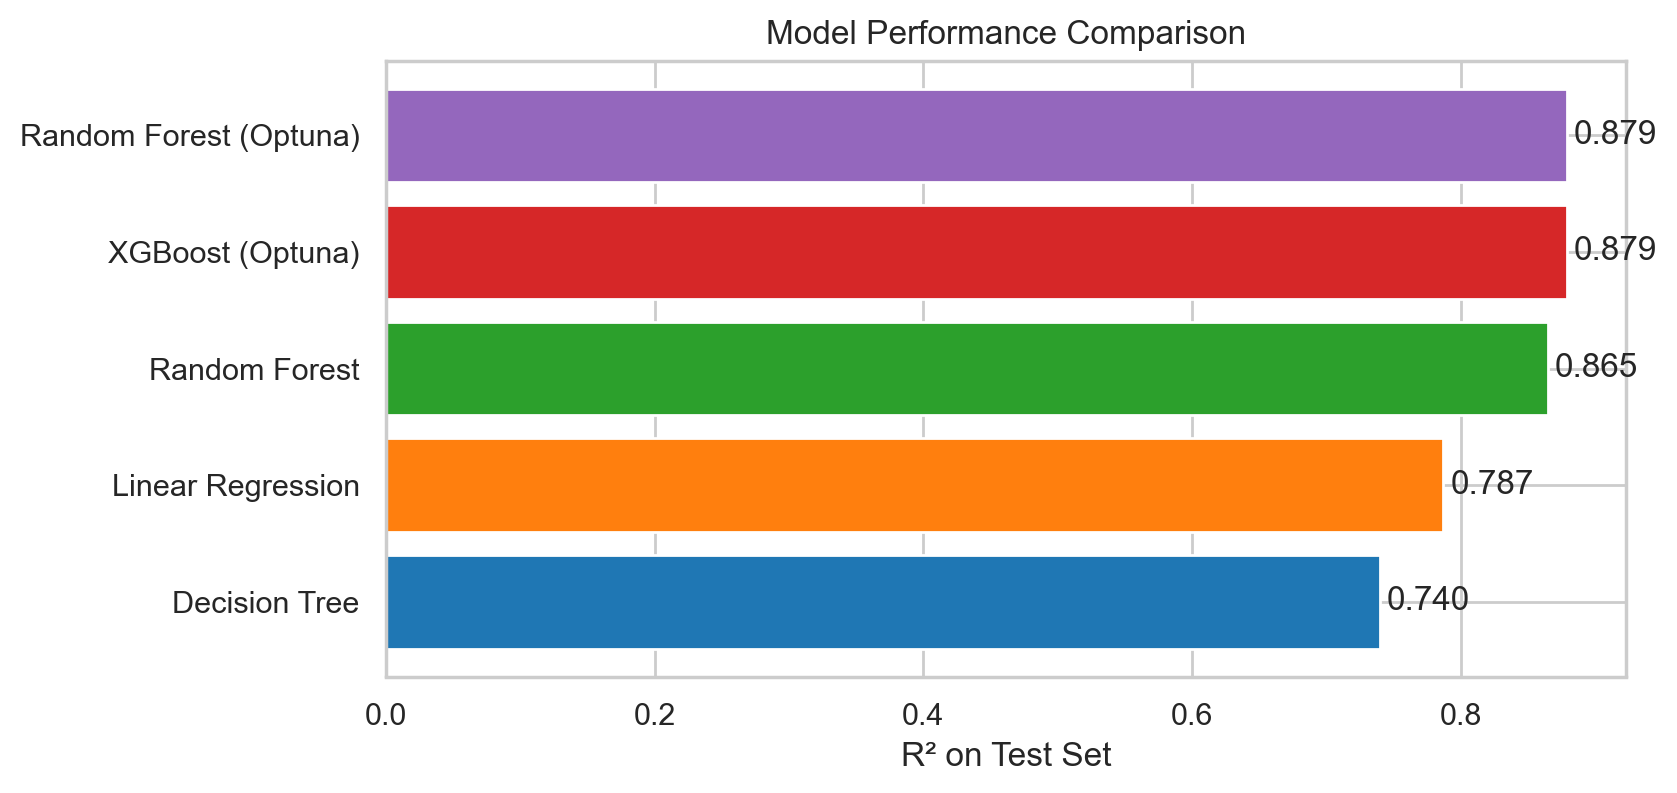 Model Performance Comparison
Random Forest (Optuna) 0.879
XGBoost (Optuna) 0.879
Random Forest 0.865
Linear Regression 0.787
Decision Tree 0.740
0.0 0.2 0.4 0.6 0.8
R² on Test Set